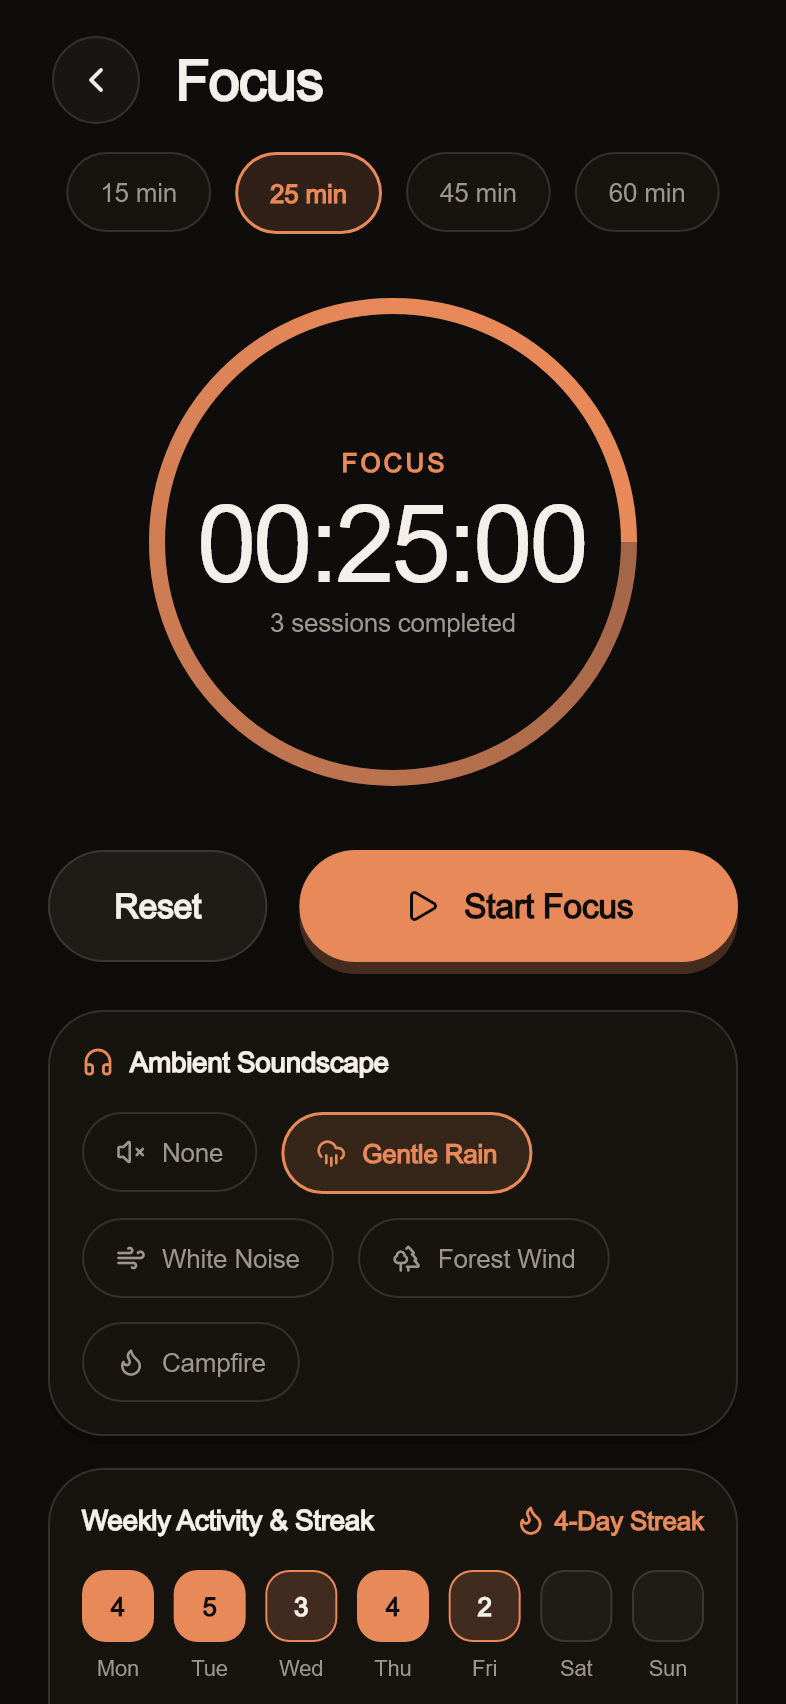 Focus
15 min 25 min 45 min 60 min
FOCUS
00:25:00
3 sessions completed
Reset Start Focus
Ambient Soundscape
None Gentle Rain
White Noise Forest Wind
Campfire
Weekly Activity & Streak 4-Day Streak
4 5 3 4 2
Mon Tue Wed Thu Fri Sat Sun